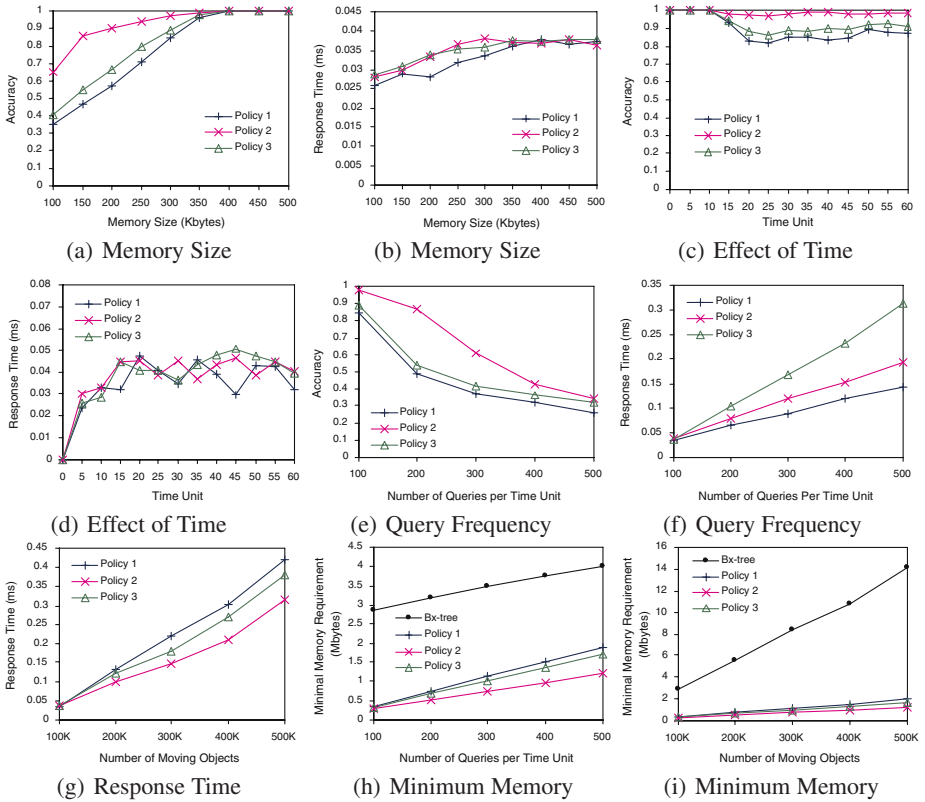 1
0.9
0.8
0.7
0.6
0.5
0.4
0.3
0.2
0.1
0
Accuracy
Policy 1
Policy 2
Policy 3
100 150 200 250 300 350 400 450 500
Memory Size (Kbytes)
(a) Memory Size
0.045
0.04
0.035
0.03
0.025
0.02
0.015
0.01
0.005
0
Response Time (ms)
Policy 1
Policy 2
Policy 3
100 150 200 250 300 350 400 450 500
Memory Size (Kbytes)
(b) Memory Size
1
0.9
0.8
0.7
0.6
0.5
0.4
0.3
0.2
0.1
0
Accuracy
Policy 1
Policy 2
Policy 3
0 5 10 15 20 25 30 35 40 45 50 55 60
Time Unit
(c) Effect of Time
0.08
0.07
0.06
0.05
0.04
0.03
0.02
0.01
0
Response Time (ms)
Policy 1
Policy 2
Policy 3
0 5 10 15 20 25 30 35 40 45 50 55 60
Time Unit
(d) Effect of Time
1
0.9
0.8
0.7
0.6
0.5
0.4
0.3
0.2
0.1
0
Accuracy
Policy 1
Policy 2
Policy 3
100 200 300 400 500
Number of Queries per Time Unit
(e) Query Frequency
0.35
0.3
0.25
0.2
0.15
0.1
0.05
0
Response Time (ms)
Policy 1
Policy 2
Policy 3
100 200 300 400 500
Number of Queries Per Time Unit
(f) Query Frequency
0.45
0.4
0.35
0.3
0.25
0.2
0.15
0.1
0.05
0
Response Time (ms)
Policy 1
Policy 2
Policy 3
100K 200K 300K 400K 500K
Number of Moving Objects
(g) Response Time
4.5
4
3.5
3
2.5
2
1.5
1
0.5
0
Minimal Memory Requirement
(Mbytes)
Bx-tree
Policy 1
Policy 2
Policy 3
100 200 300 400 500
Number of Queries per Time Unit
(h) Minimum Memory
16
14
12
10
8
6
4
2
0
Minimal Memory Requirement
(Mbytes)
Bx-tree
Policy 1
Policy 2
Policy 3
100K 200K 300K 400K 500K
Number of Moving Objects
(i) Minimum Memory